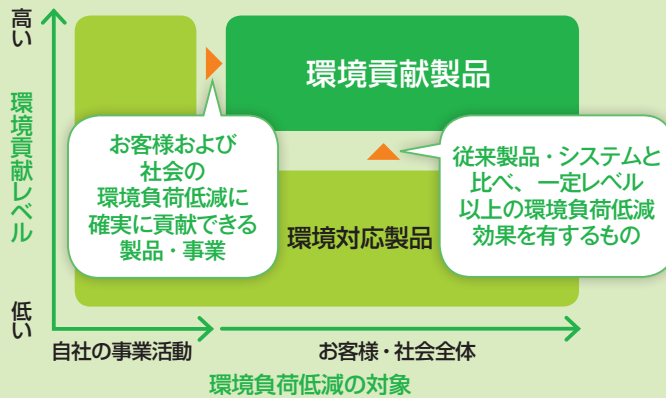 高い
環境貢献レベル
低い
環境貢献製品
お客様および
社会の
環境負荷低減に
確実に貢献できる
製品・事業
従来製品・システムと
比べ、一定レベル
以上の環境負荷低減
効果を有するもの
環境対応製品
自社の事業活動
お客様・社会全体
環境負荷低減の対象